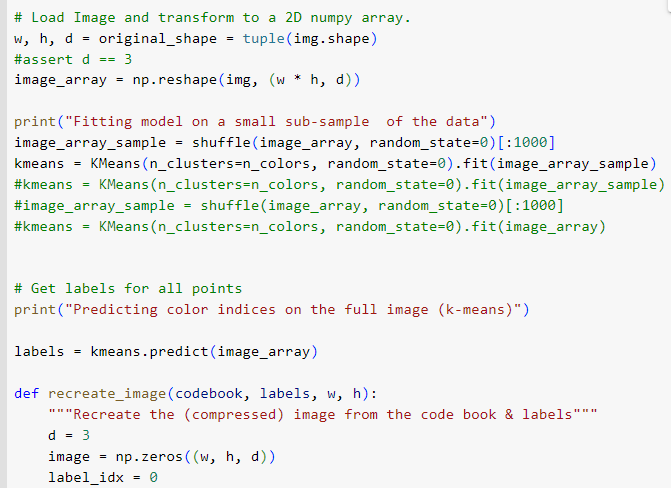 # Load Image and transform to a 2D numpy array.
w, h, d = original_shape = tuple(img.shape)
#assert d == 3
image_array = np.reshape(img, (w * h, d))

print("Fitting model on a small sub-sample  of the data")
image_array_sample = shuffle(image_array, random_state=0)[:1000]
kmeans = KMeans(n_clusters=n_colors, random_state=0).fit(image_array_sample)
#kmeans = KMeans(n_clusters=n_colors, random_state=0).fit(image_array_sample)
#image_array_sample = shuffle(image_array, random_state=0)[:1000]
#kmeans = KMeans(n_clusters=n_colors, random_state=0).fit(image_array)

# Get labels for all points
print("Predicting color indices on the full image (k-means)")

labels = kmeans.predict(image_array)

def recreate_image(codebook, labels, w, h):
    """Recreate the (compressed) image from the code book & labels"""
    d = 3
    image = np.zeros((w, h, d))
    label_idx = 0